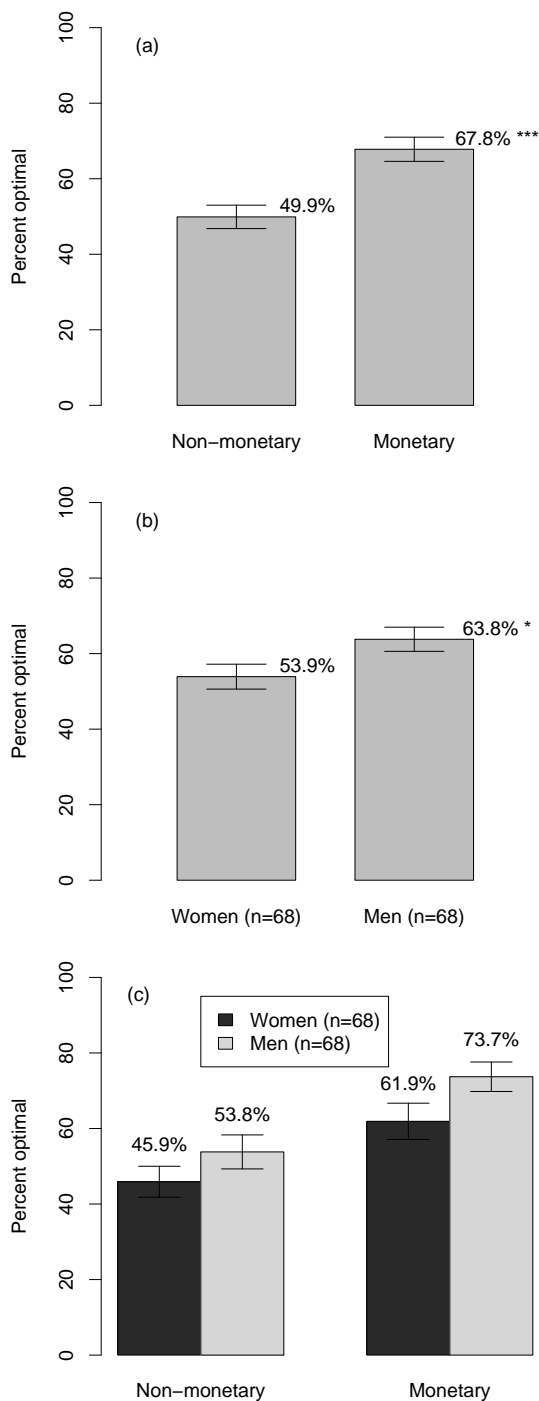 (a)
Percent optimal
100
80
60
40
20
0
49.9%
67.8% ***
Non−monetary
Monetary
(b)
Percent optimal
100
80
60
40
20
0
53.9%
63.8% *
Women (n=68)
Men (n=68)
(c)
Percent optimal
100
80
60
40
20
0
Women (n=68)
Men (n=68)
45.9%
53.8%
61.9%
73.7%
Non−monetary
Monetary